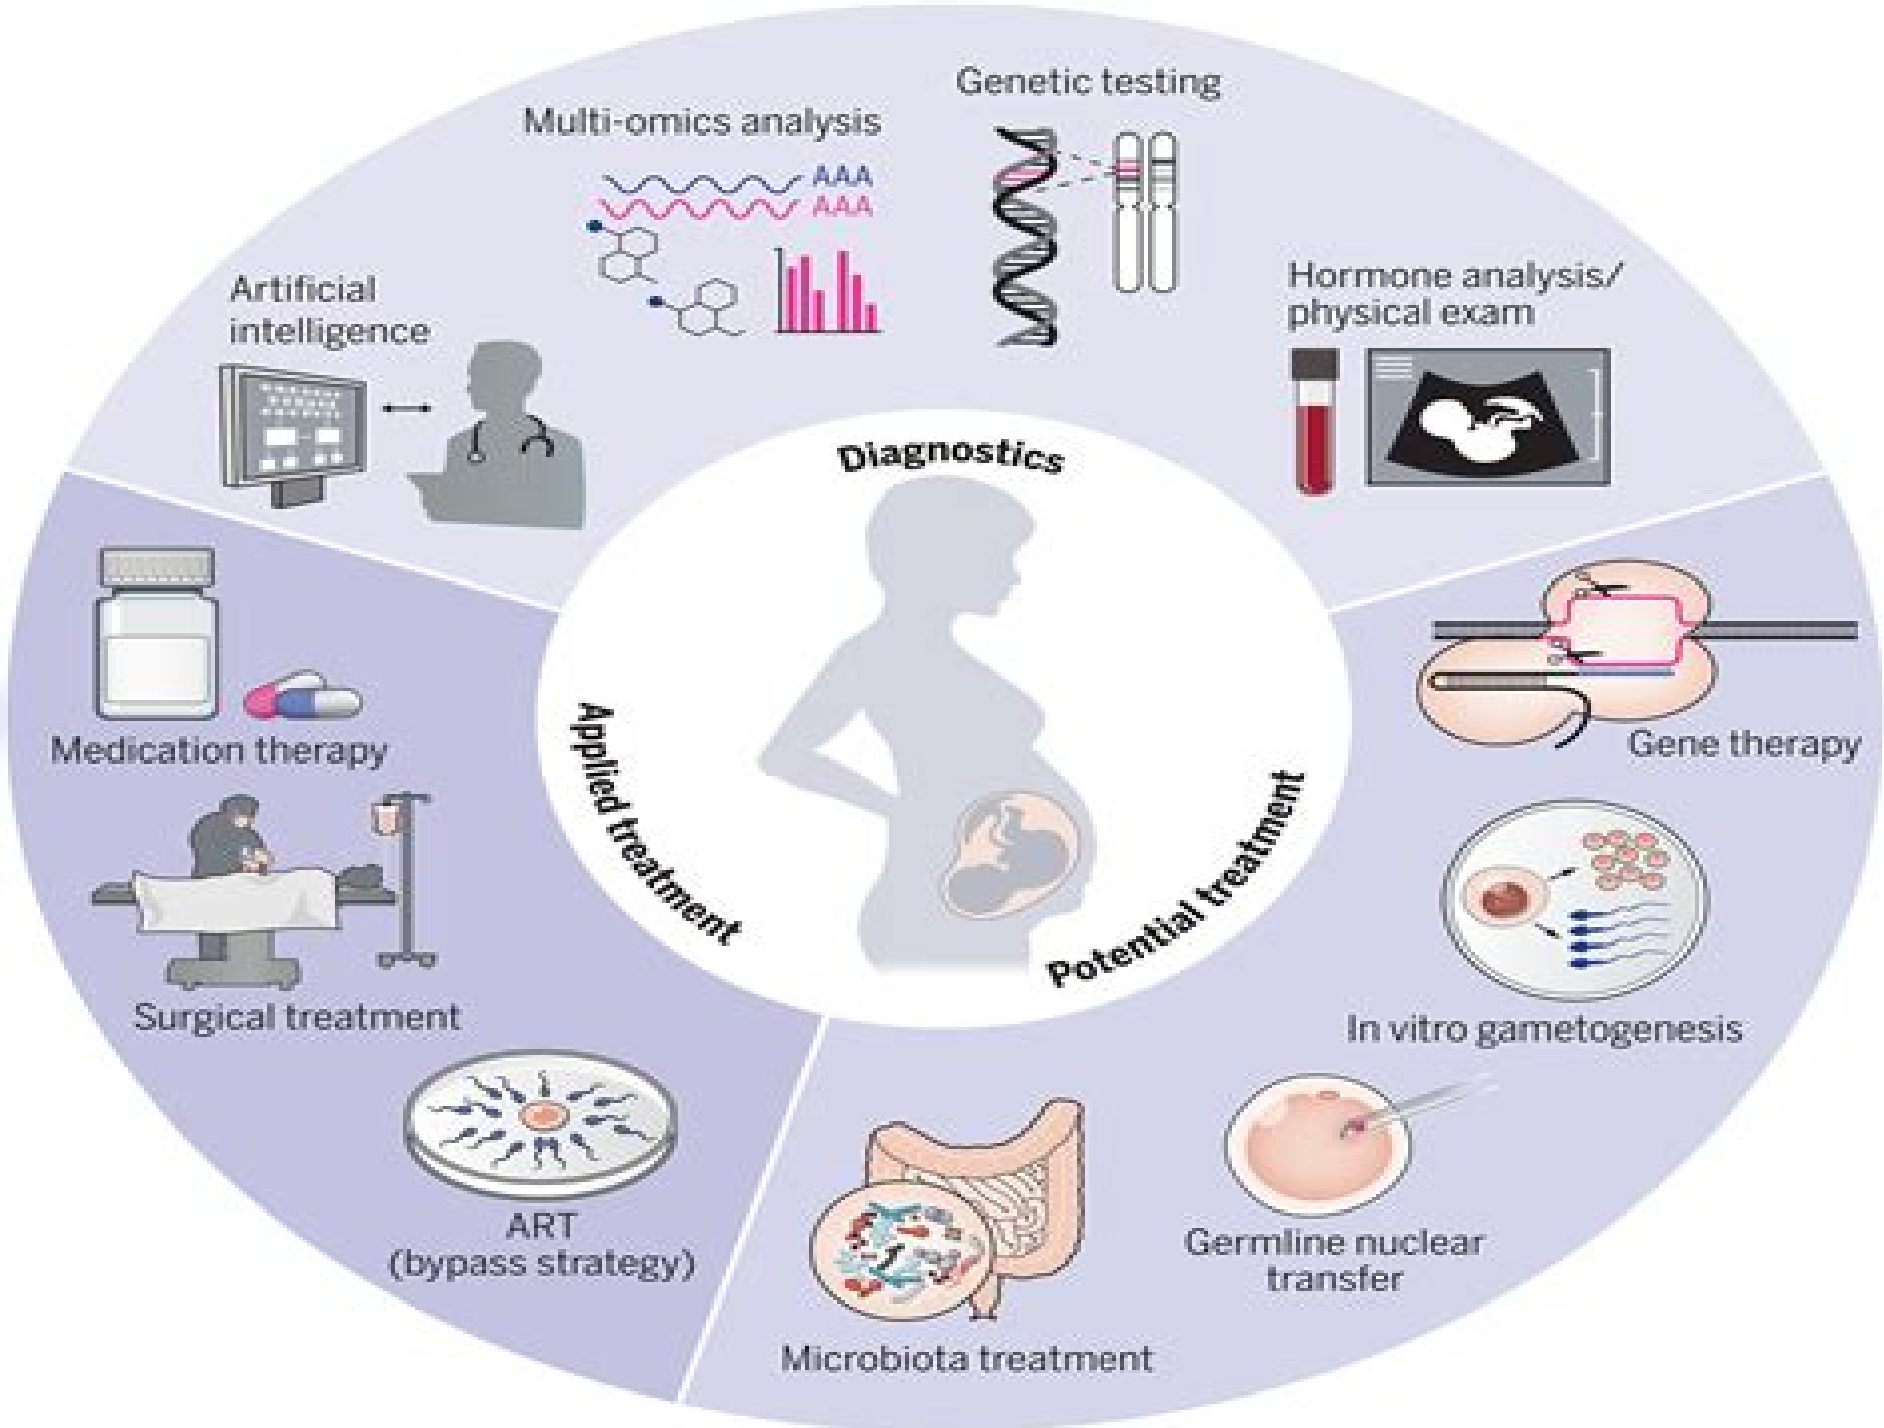 Genetic testing
Multi-omics analysis
AAA
AAA
Hormone analysis/
physical exam
Artificial
intelligence
Diagnostics
Medication therapy
Surgical treatment
ART
(bypass strategy)
Applied treatment
Potential treatment
Gene therapy
In vitro gametogenesis
Germline nuclear
transfer
Microbiota treatment